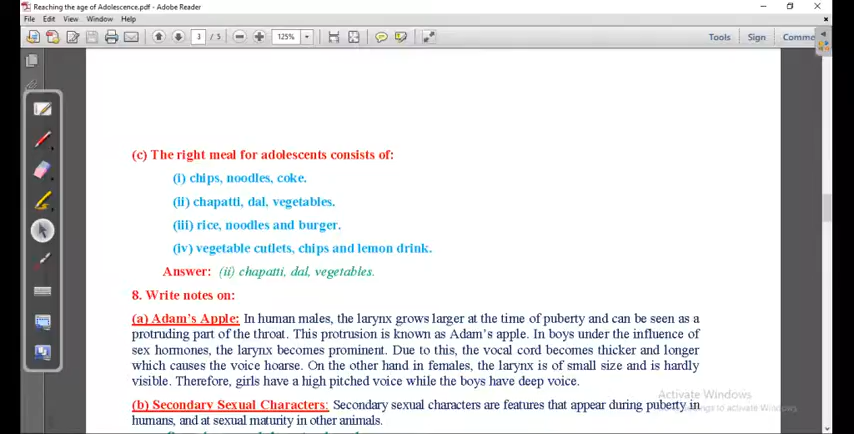 Reaching the age of Adolescence.pdf - Adobe Reader
File Edit View Window Help
3 / 5 125% Tools Sign
(c) The right meal for adolescents consists of:
(i) chips, noodles, coke.
(ii) chapatti, dal, vegetables.
(iii) rice, noodles and burger.
(iv) vegetable cutlets, chips and lemon drink.
Answer: (ii) chapatti, dal, vegetables.
8. Write notes on:
(a) Adam's Apple: In human males, the larynx grows larger at the time of puberty and can be seen as a
protruding part of the throat. This protrusion is known as Adam's apple. In boys under the influence of
sex hormones, the larynx becomes prominent. Due to this, the vocal cord becomes thicker and longer
which causes the voice hoarse. On the other hand in females, the larynx is of small size and is hardly
visible. Therefore, girls have a high pitched voice while the boys have deep voice.
Activate Windows
(b) Secondary Sexual Characters: Secondary sexual characters are features that appear during puberty in
to activate Windows.
humans, and at sexual maturity in other animals.